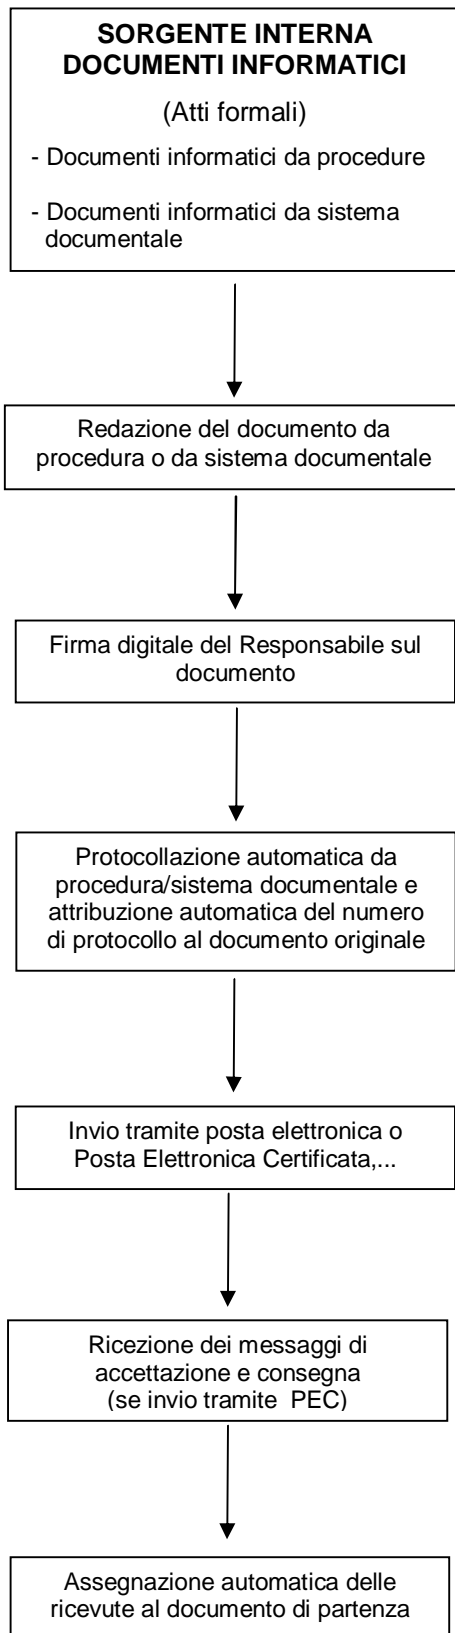 SORGENTE INTERNA
DOCUMENTI INFORMATICI
(Atti formali)
- Documenti informatici da procedure
- Documenti informatici da sistema
documentale
Redazione del documento da
procedura o da sistema documentale
Firma digitale del Responsabile sul
documento
Protocollazione automatica da
procedura/sistema documentale e
attribuzione automatica del numero
di protocollo al documento originale
Invio tramite posta elettronica o
Posta Elettronica Certificata,...
Ricezione dei messaggi di
accettazione e consegna
(se invio tramite PEC)
Assegnazione automatica delle
ricevute al documento di partenza